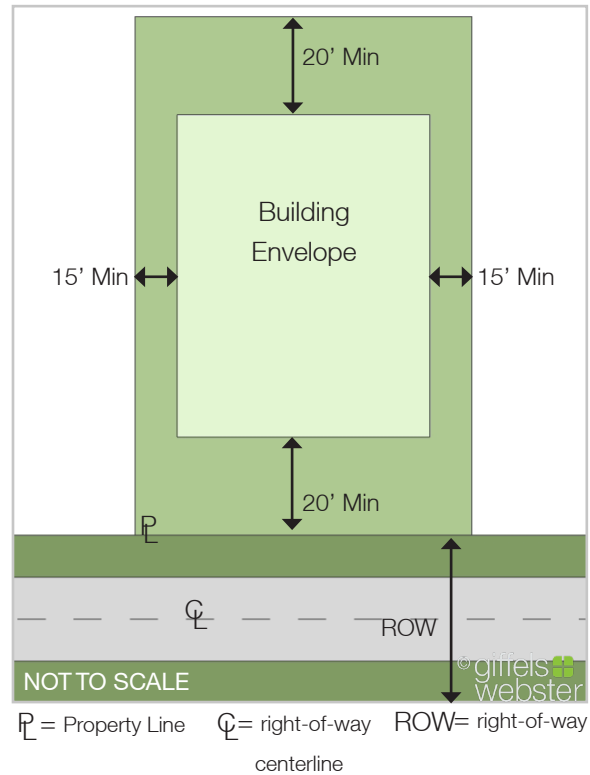 20’ Min
Building
Envelope
15’ Min
15’ Min
20’ Min
PL
CL
ROW
NOT TO SCALE
© giffels
webster
PL = Property Line CL = right-of-way ROW= right-of-way
centerline